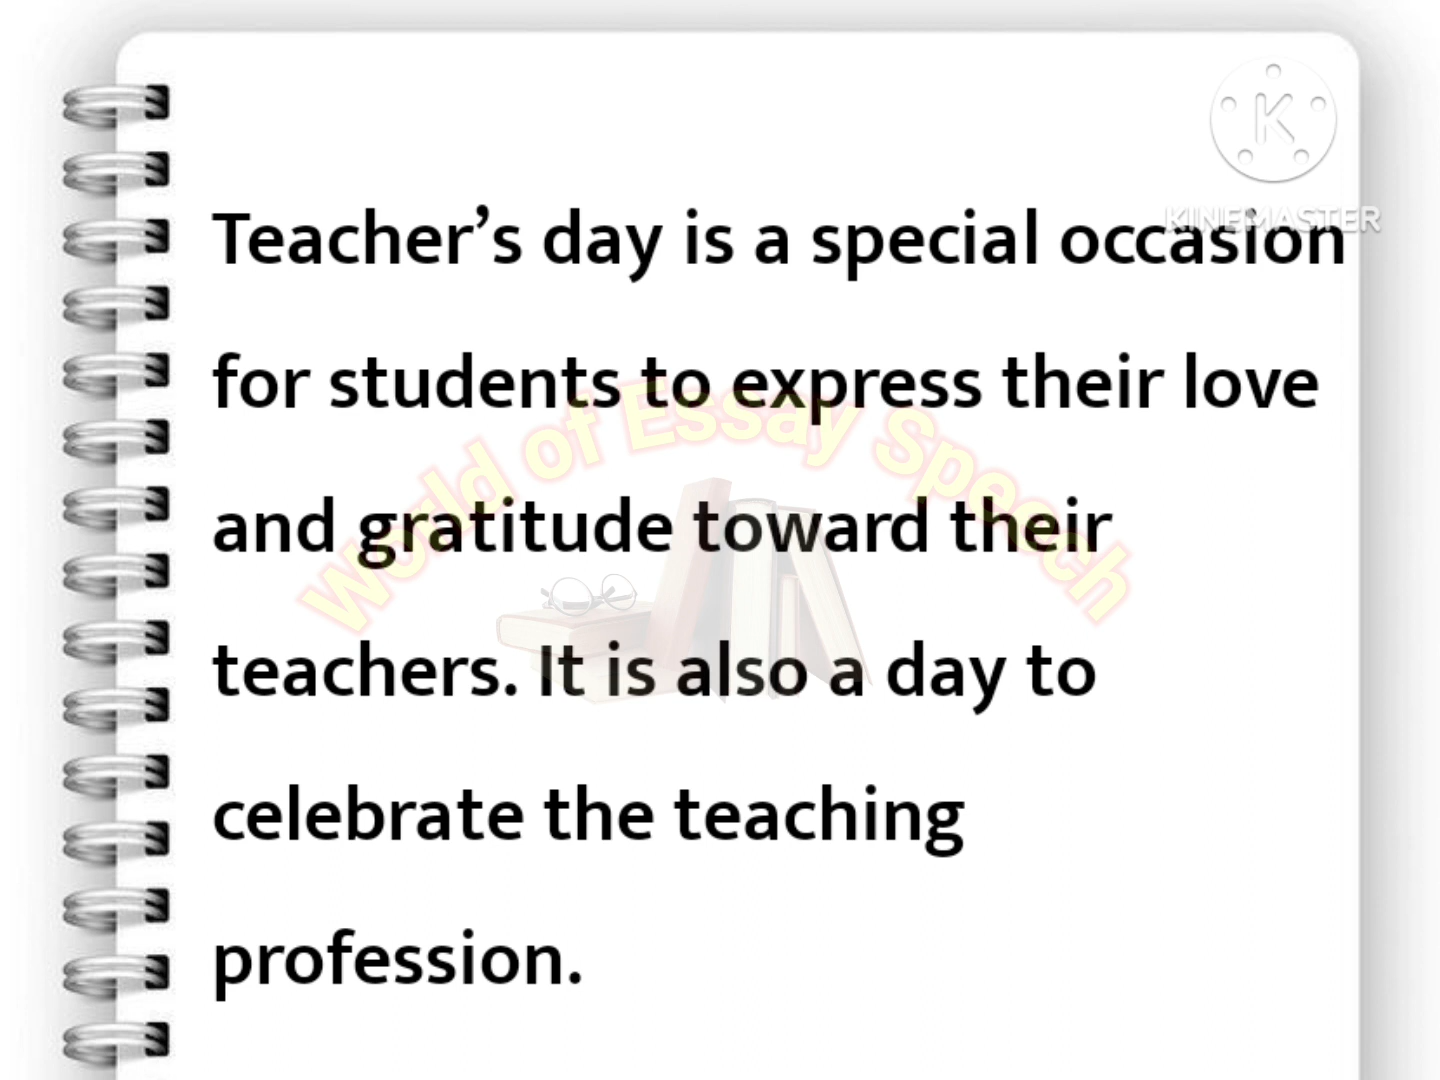 K
KINEMASTER
Teacher’s day is a special occasion
for students to express their love
and gratitude toward their
teachers. It is also a day to
celebrate the teaching
profession.
World of Essay Speech